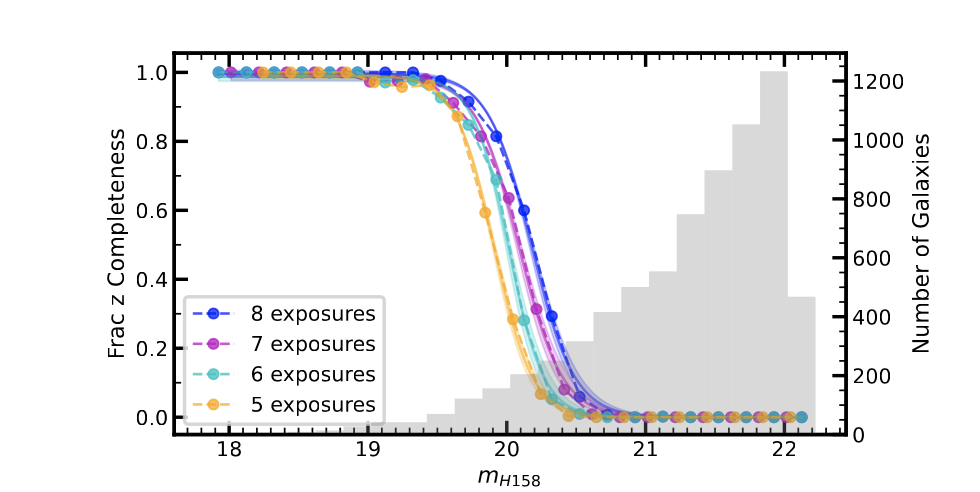 1.0
0.8
0.6
0.4
0.2
0.0
Frac z Completeness
8 exposures
7 exposures
6 exposures
5 exposures
18 19 20 21 22
m_{H158}
1200
1000
800
600
400
200
0
Number of Galaxies